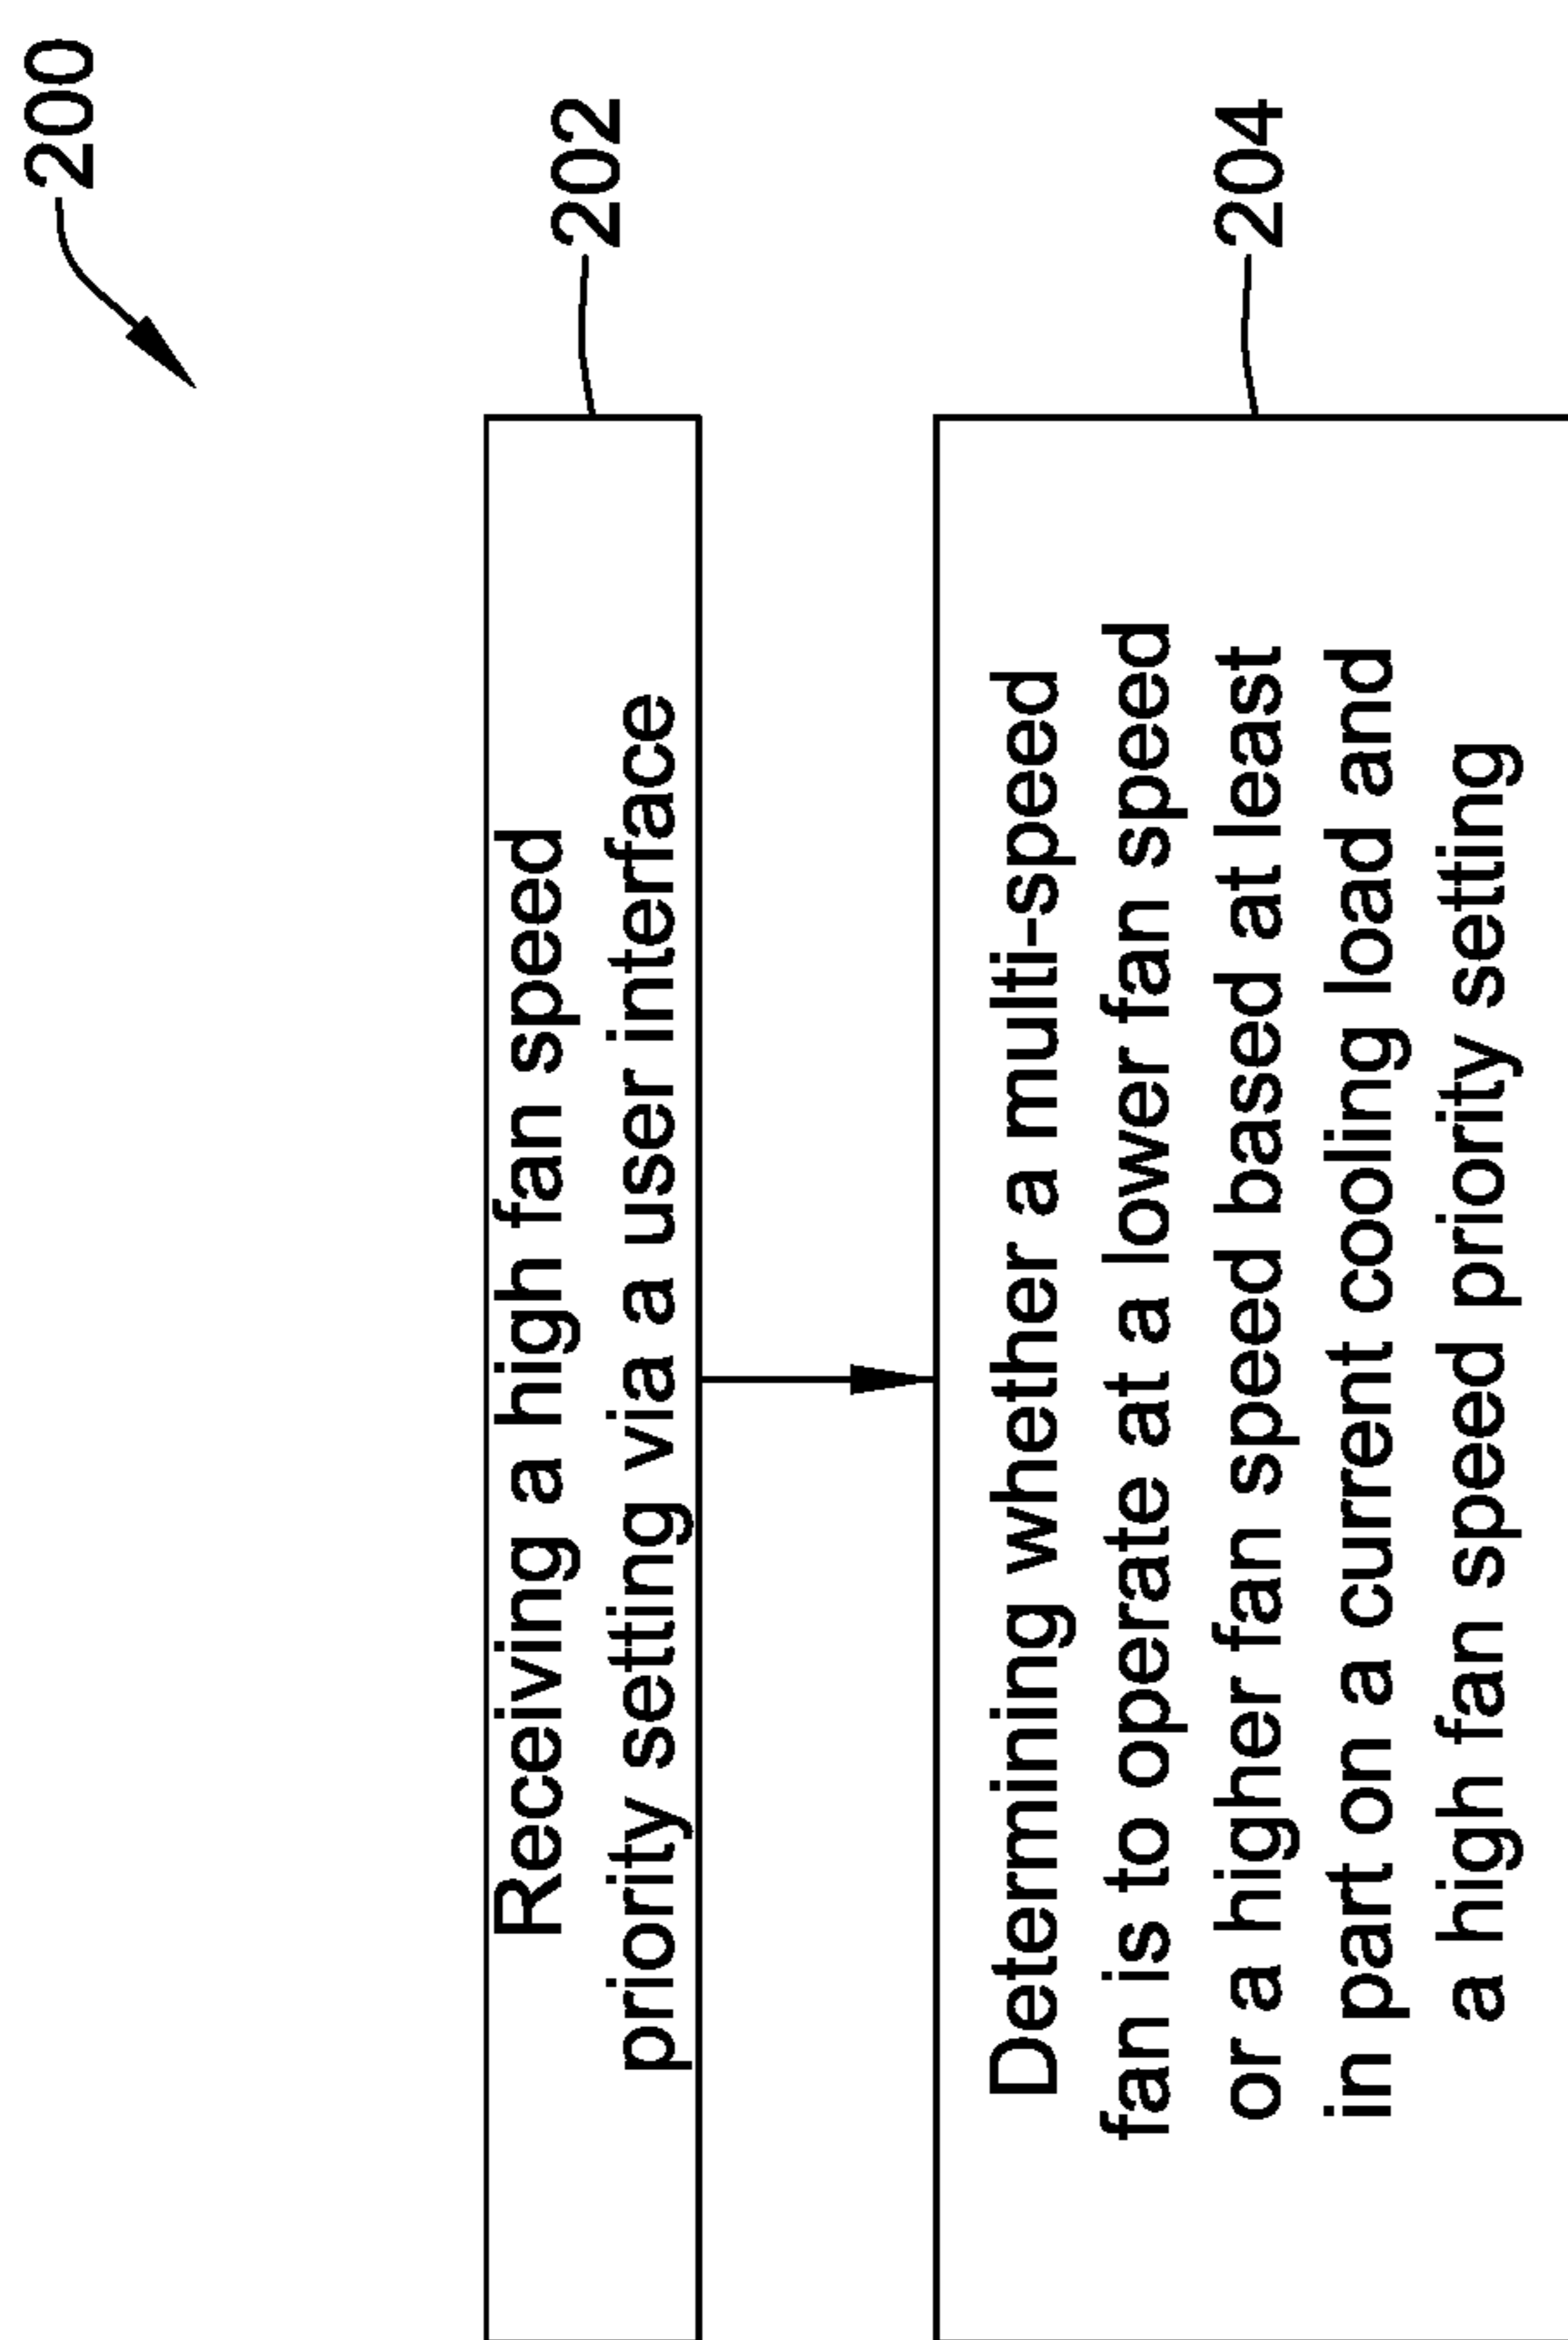 200
Receiving a high fan speed
priority setting via a user interface
202
Determining whether a multi-speed
fan is to operate at a lower fan speed
or a higher fan speed based at least
in part on a current cooling load and
a high fan speed priority setting
204